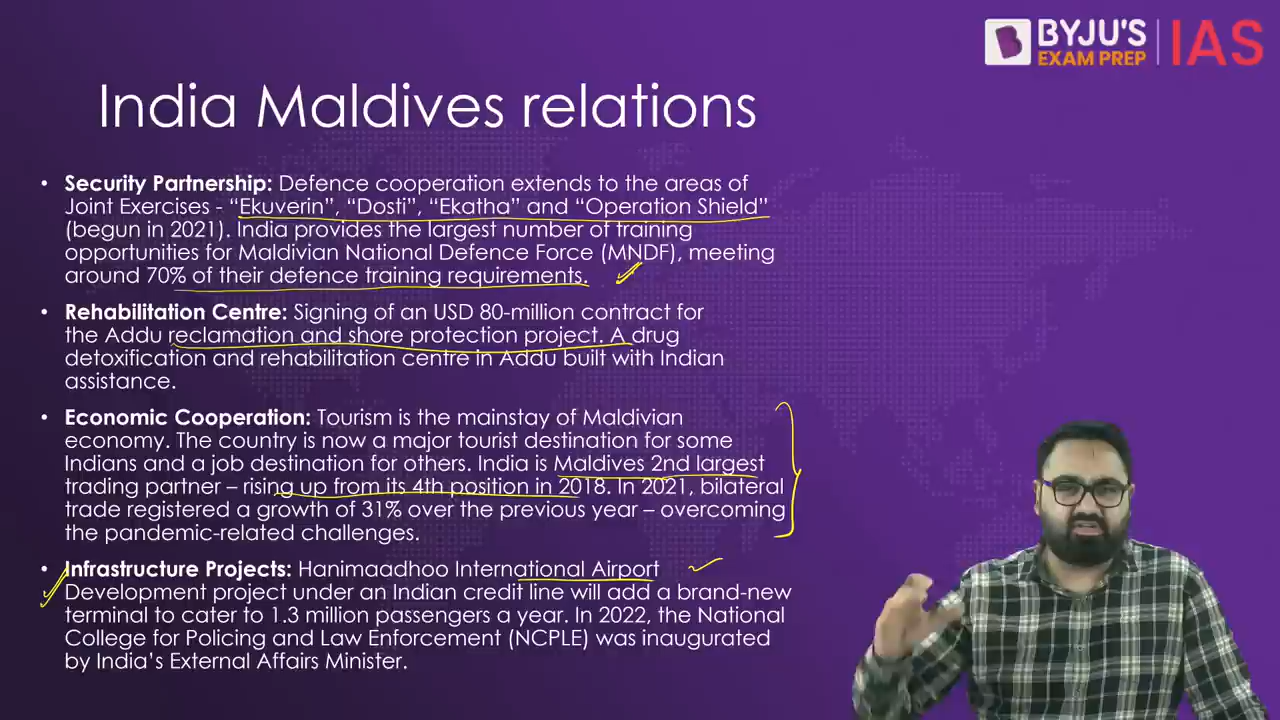 BYJU'S
EXAM PREP
IAS
India Maldives relations
• Security Partnership: Defence cooperation extends to the areas of
Joint Exercises - “Ekuverin”, “Dosti”, “Ekatha” and “Operation Shield”
(begun in 2021). India provides the largest number of training
opportunities for Maldivian National Defence Force (MNDF), meeting
around 70% of their defence training requirements.
• Rehabilitation Centre: Signing of an USD 80-million contract for
the Addu reclamation and shore protection project. A drug
detoxification and rehabilitation centre in Addu built with Indian
assistance.
• Economic Cooperation: Tourism is the mainstay of Maldivian
economy. The country is now a major tourist destination for some
Indians and a job destination for others. India is Maldives 2nd largest
trading partner – rising up from its 4th position in 2018. In 2021, bilateral
trade registered a growth of 31% over the previous year – overcoming
the pandemic-related challenges.
• Infrastructure Projects: Hanimaadhoo International Airport
Development project under an Indian credit line will add a brand-new
terminal to cater to 1.3 million passengers a year. In 2022, the National
College for Policing and Law Enforcement (NCPLE) was inaugurated
by India’s External Affairs Minister.